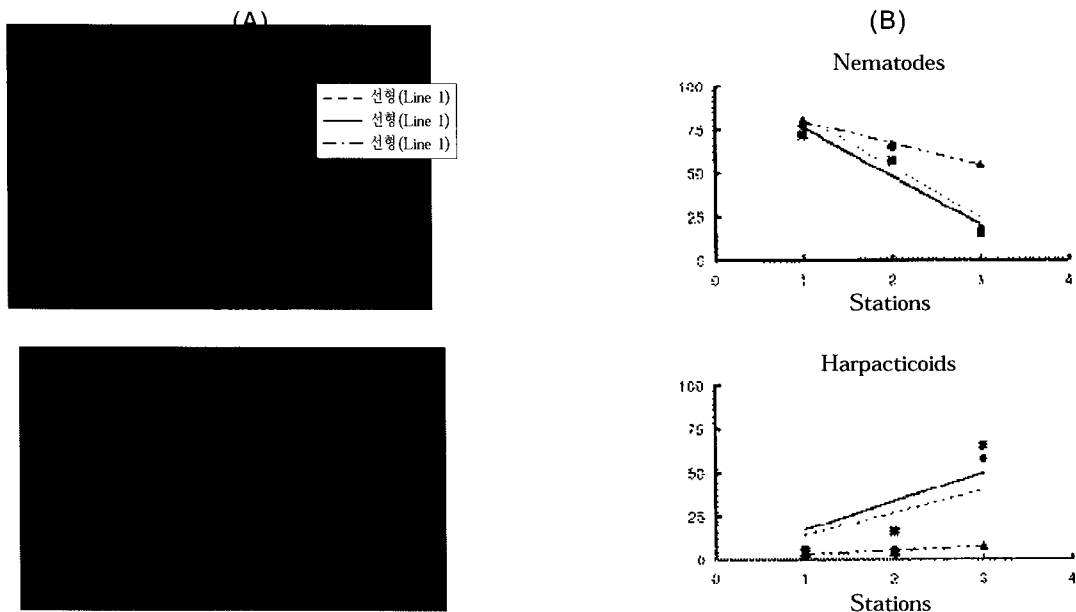 (A)
선형(Line 1)
선형(Line 1)
선형(Line 1)
(B)
Nematodes
100
75
50
25
0
0 1 2 3 4
Stations
Harpacticoids
100
75
50
25
0
0 1 2 3 4
Stations